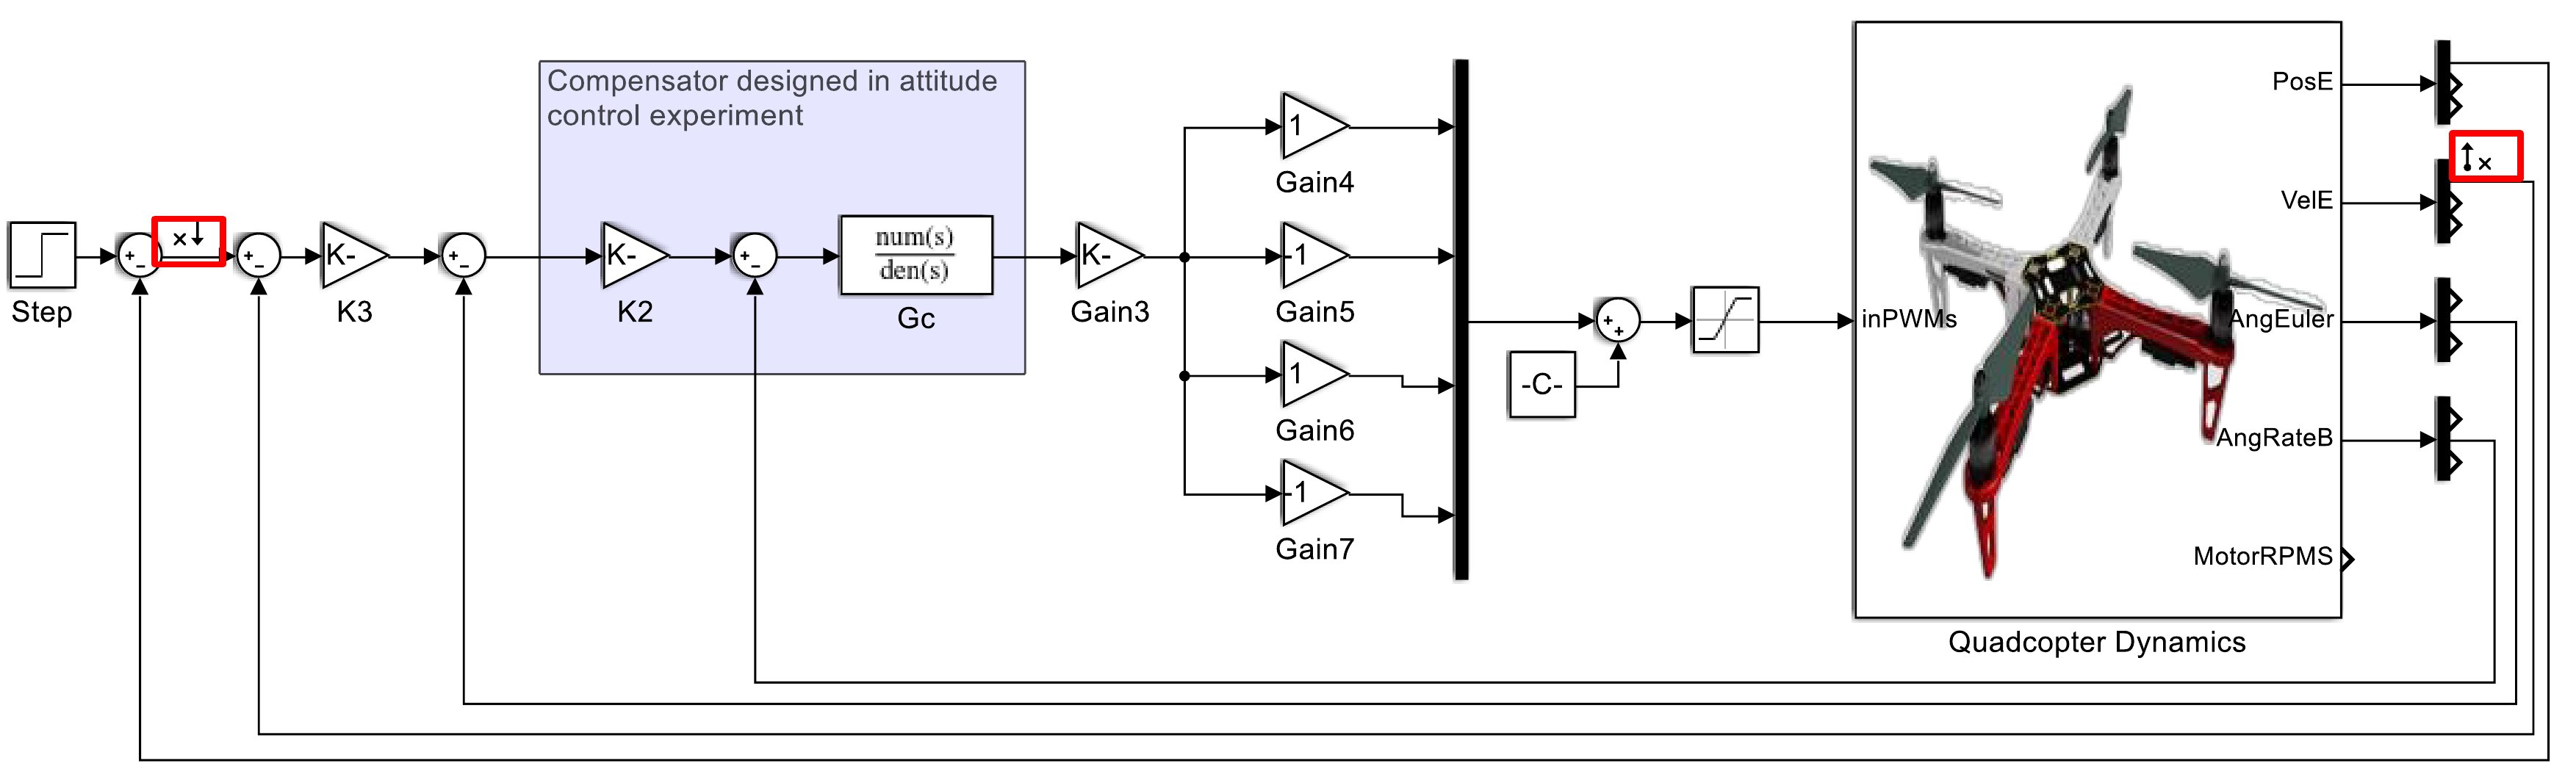 Compensator designed in attitude
control experiment
Step
+
-
+
-
K-
K3
+
-
K-
K2
+
-
num(s)
den(s)
Gc
K-
Gain3
1
Gain4
-1
Gain5
1
Gain6
-1
Gain7
-C-
+
+
inPWMs
PosE
VelE
AngEuler
AngRateB
MotorRPMS
Quadcopter Dynamics